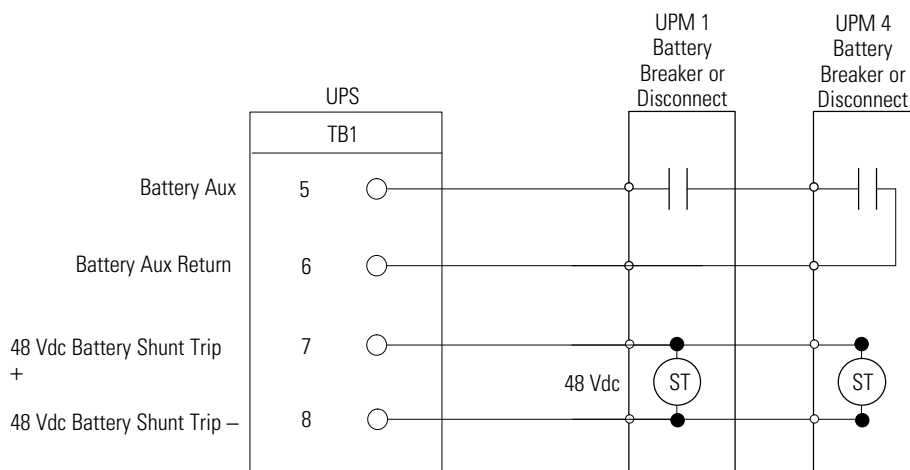 UPM 1
Battery
Breaker or
Disconnect
UPM 4
Battery
Breaker or
Disconnect
UPS
TB1
Battery Aux
5
Battery Aux Return
6
48 Vdc Battery Shunt Trip
+
7
48 Vdc
ST
ST
48 Vdc Battery Shunt Trip –
8